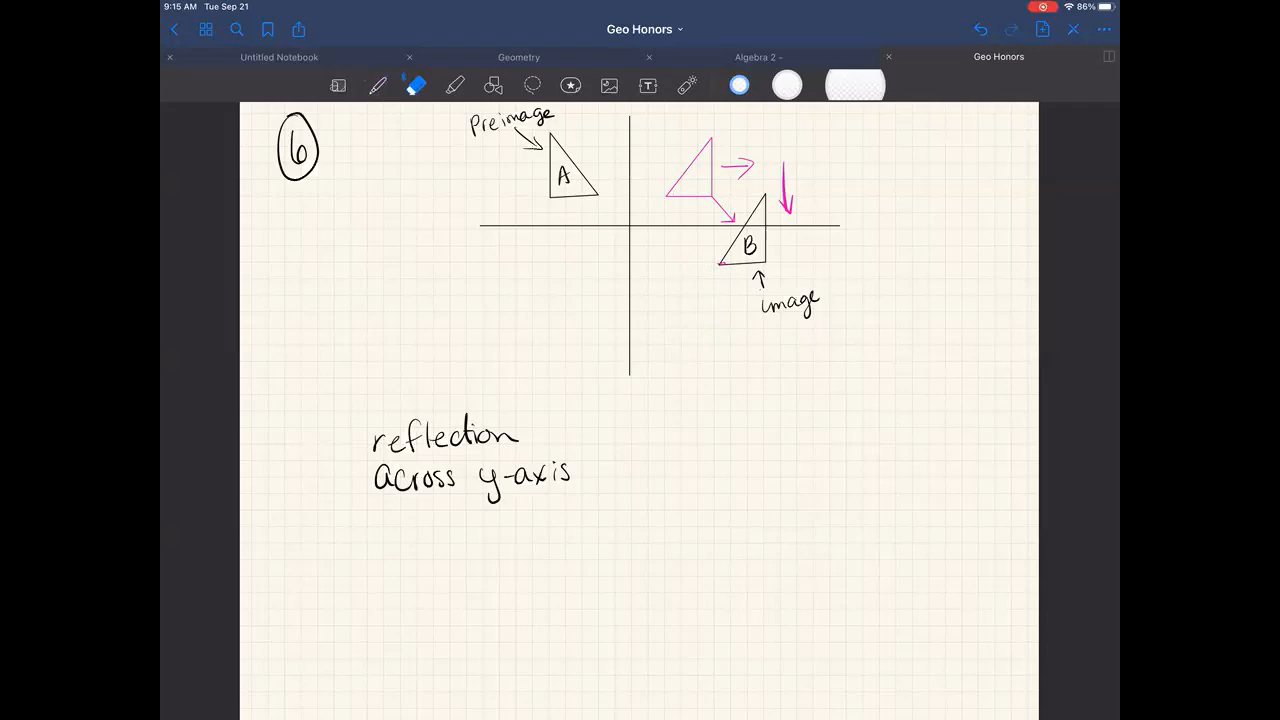 9:15 AM Tue Sep 21
86%
Geo Honors
Untitled Notebook
Geometry
Algebra 2 -
Geo Honors
T
6
Preimage
A
B
image
reflection
across y-axis